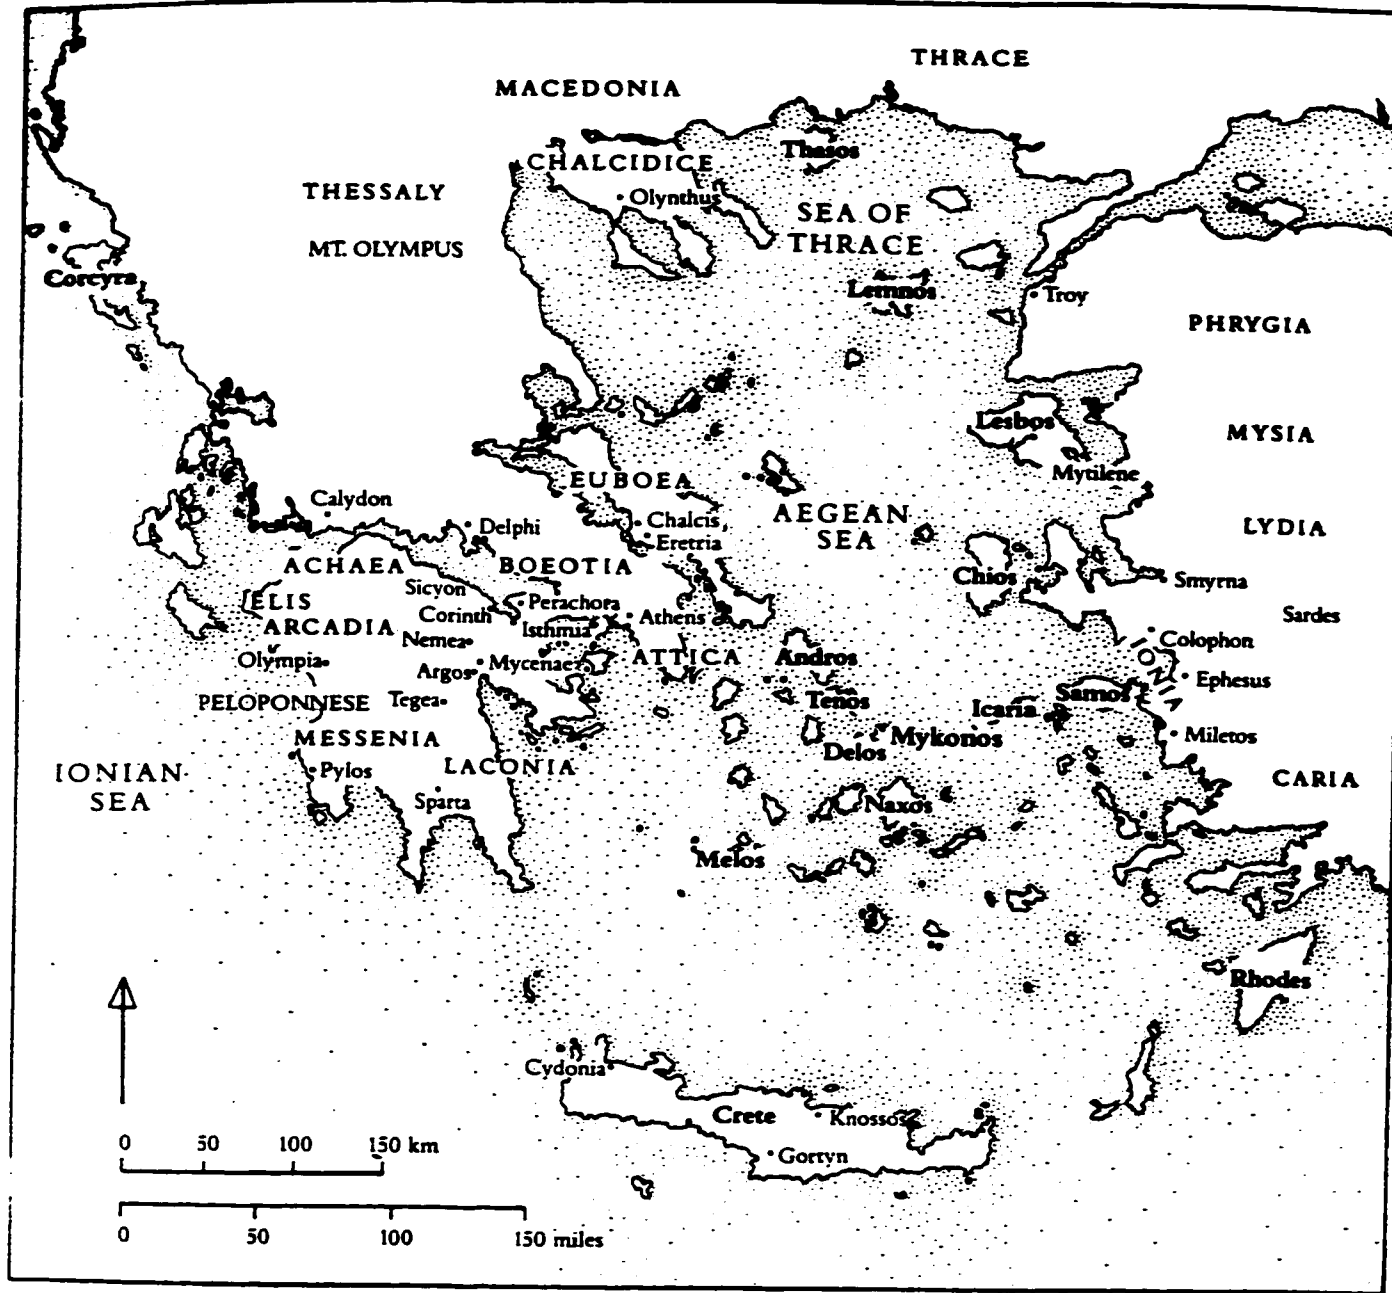 THRACE
MACEDONIA
Thasos
CHALCIDICE
THESSALY
Olynthus
SEA OF
THRACE
MT. OLYMPUS
Corcyra
Lemnos
Troy
PHRYGIA
Lesbos
MYSIA
Mytilene
EUBOEA
Calydon
Delphi
Chalcis
Eretria
AEGEAN
SEA
LYDIA
ACHAEA
BOEOTIA
Chios
Smyrna
Sicyon
ELIS
Perachora
Corinth
Athens
Sardes
ARCADIA
Isthmia
Nemea
Colophon
Olympia
Argos
Mycenae
ATTICA
Andros
IONIA
Ephesus
PELOPONNESE
Tegea
Tenos
Icaria
Samos
MESSENIA
Delos
Mykonos
Miletos
IONIAN
SEA
Pylos
LACONIA
CARIA
Sparta
Naxos
Melos
Rhodes
Cydonia
Crete
Knossos
Gortyn
0 50 100 150 km
0 50 100 150 miles